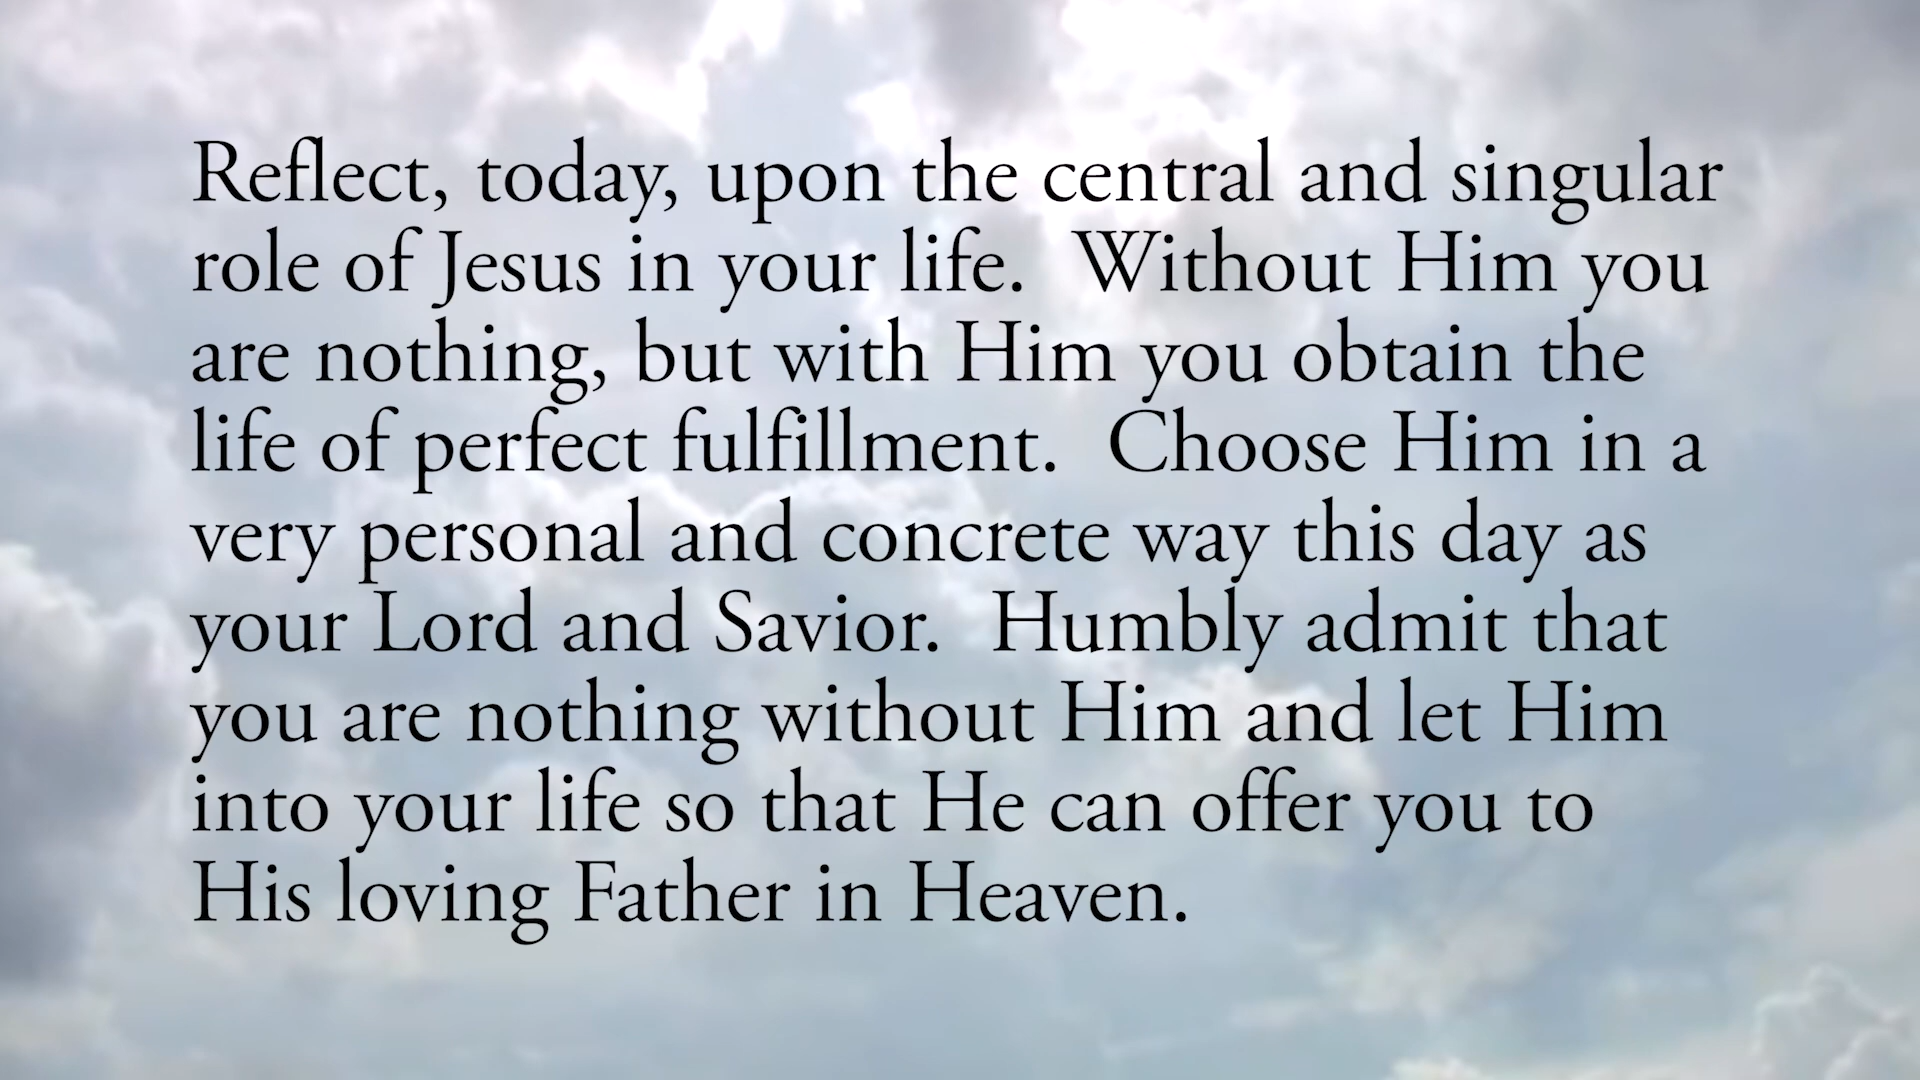 Reflect, today, upon the central and singular
role of Jesus in your life.  Without Him you
are nothing, but with Him you obtain the
life of perfect fulfillment.  Choose Him in a
very personal and concrete way this day as
your Lord and Savior.  Humbly admit that
you are nothing without Him and let Him
into your life so that He can offer you to
His loving Father in Heaven.